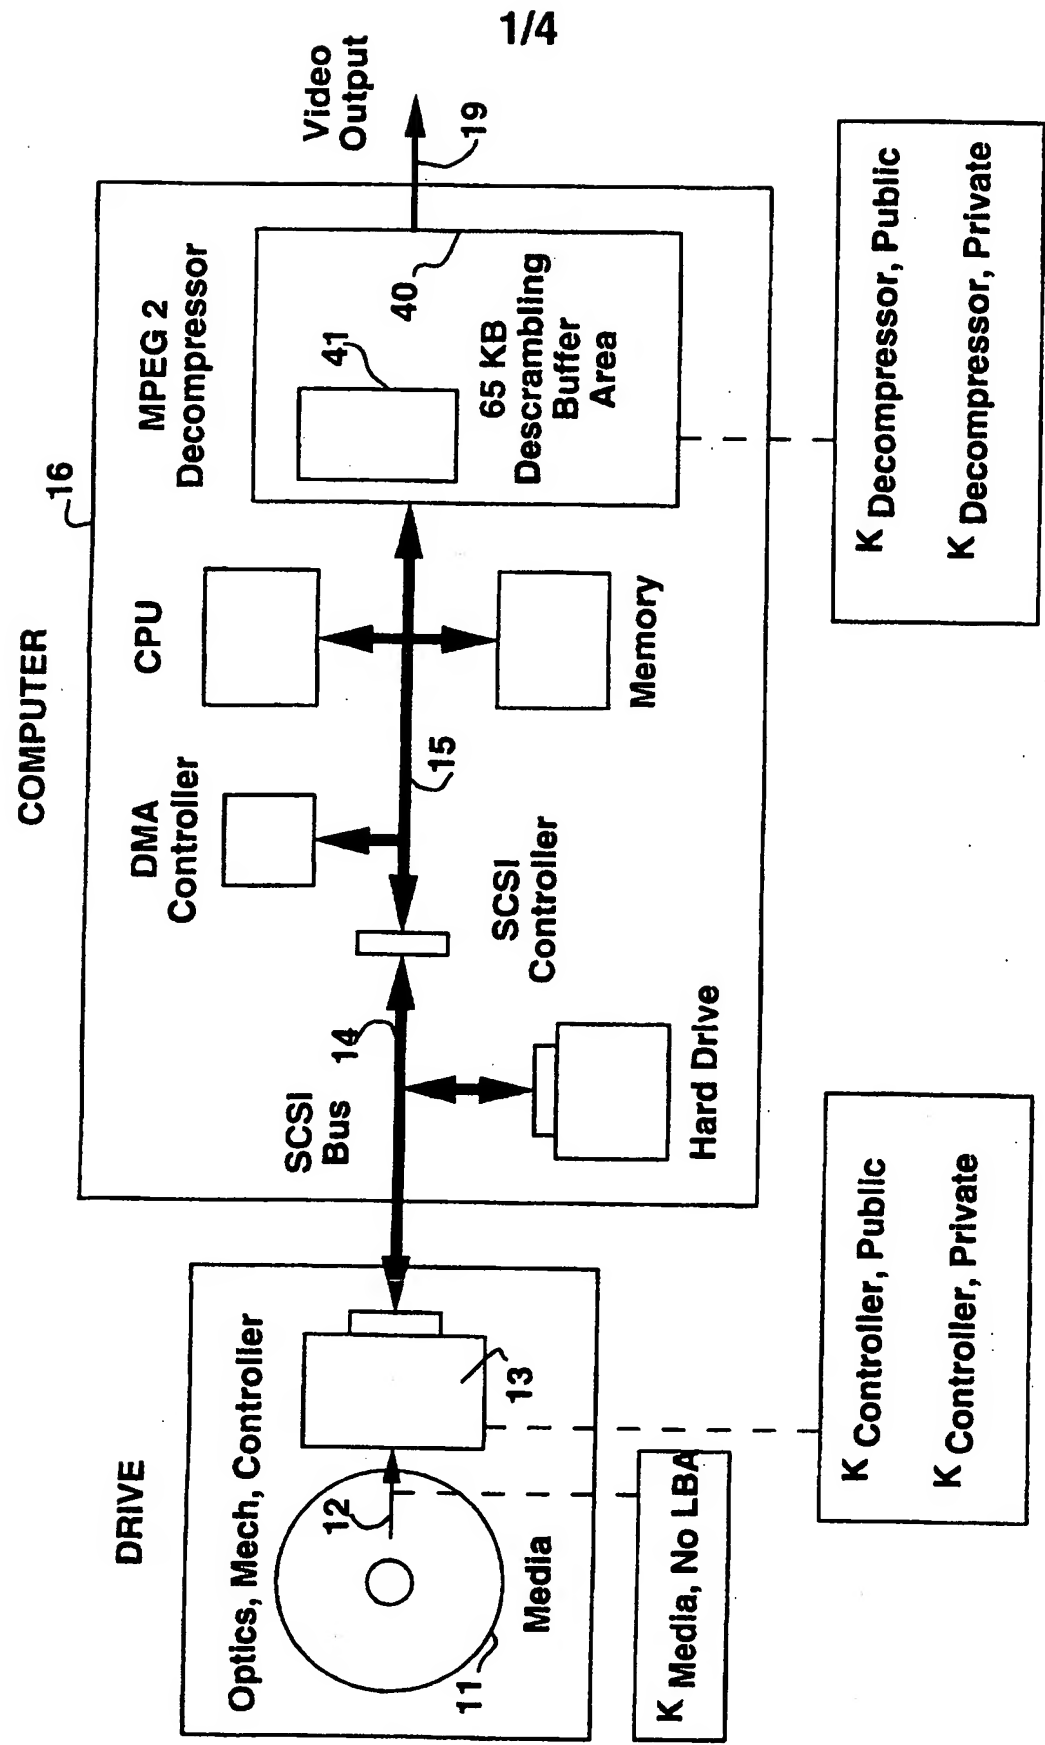 1/4
DRIVE
Optics, Mech, Controller
11
12
13
Media
K Media, No LBA
K Controller, Public
K Controller, Private
COMPUTER
16
SCSI
Bus
14
Hard Drive
SCSI
Controller
DMA
Controller
15
CPU
Memory
MPEG 2
Decompressor
41
40
65 KB
Descrambling
Buffer
Area
Video
Output
19
K Decompressor, Public
K Decompressor, Private